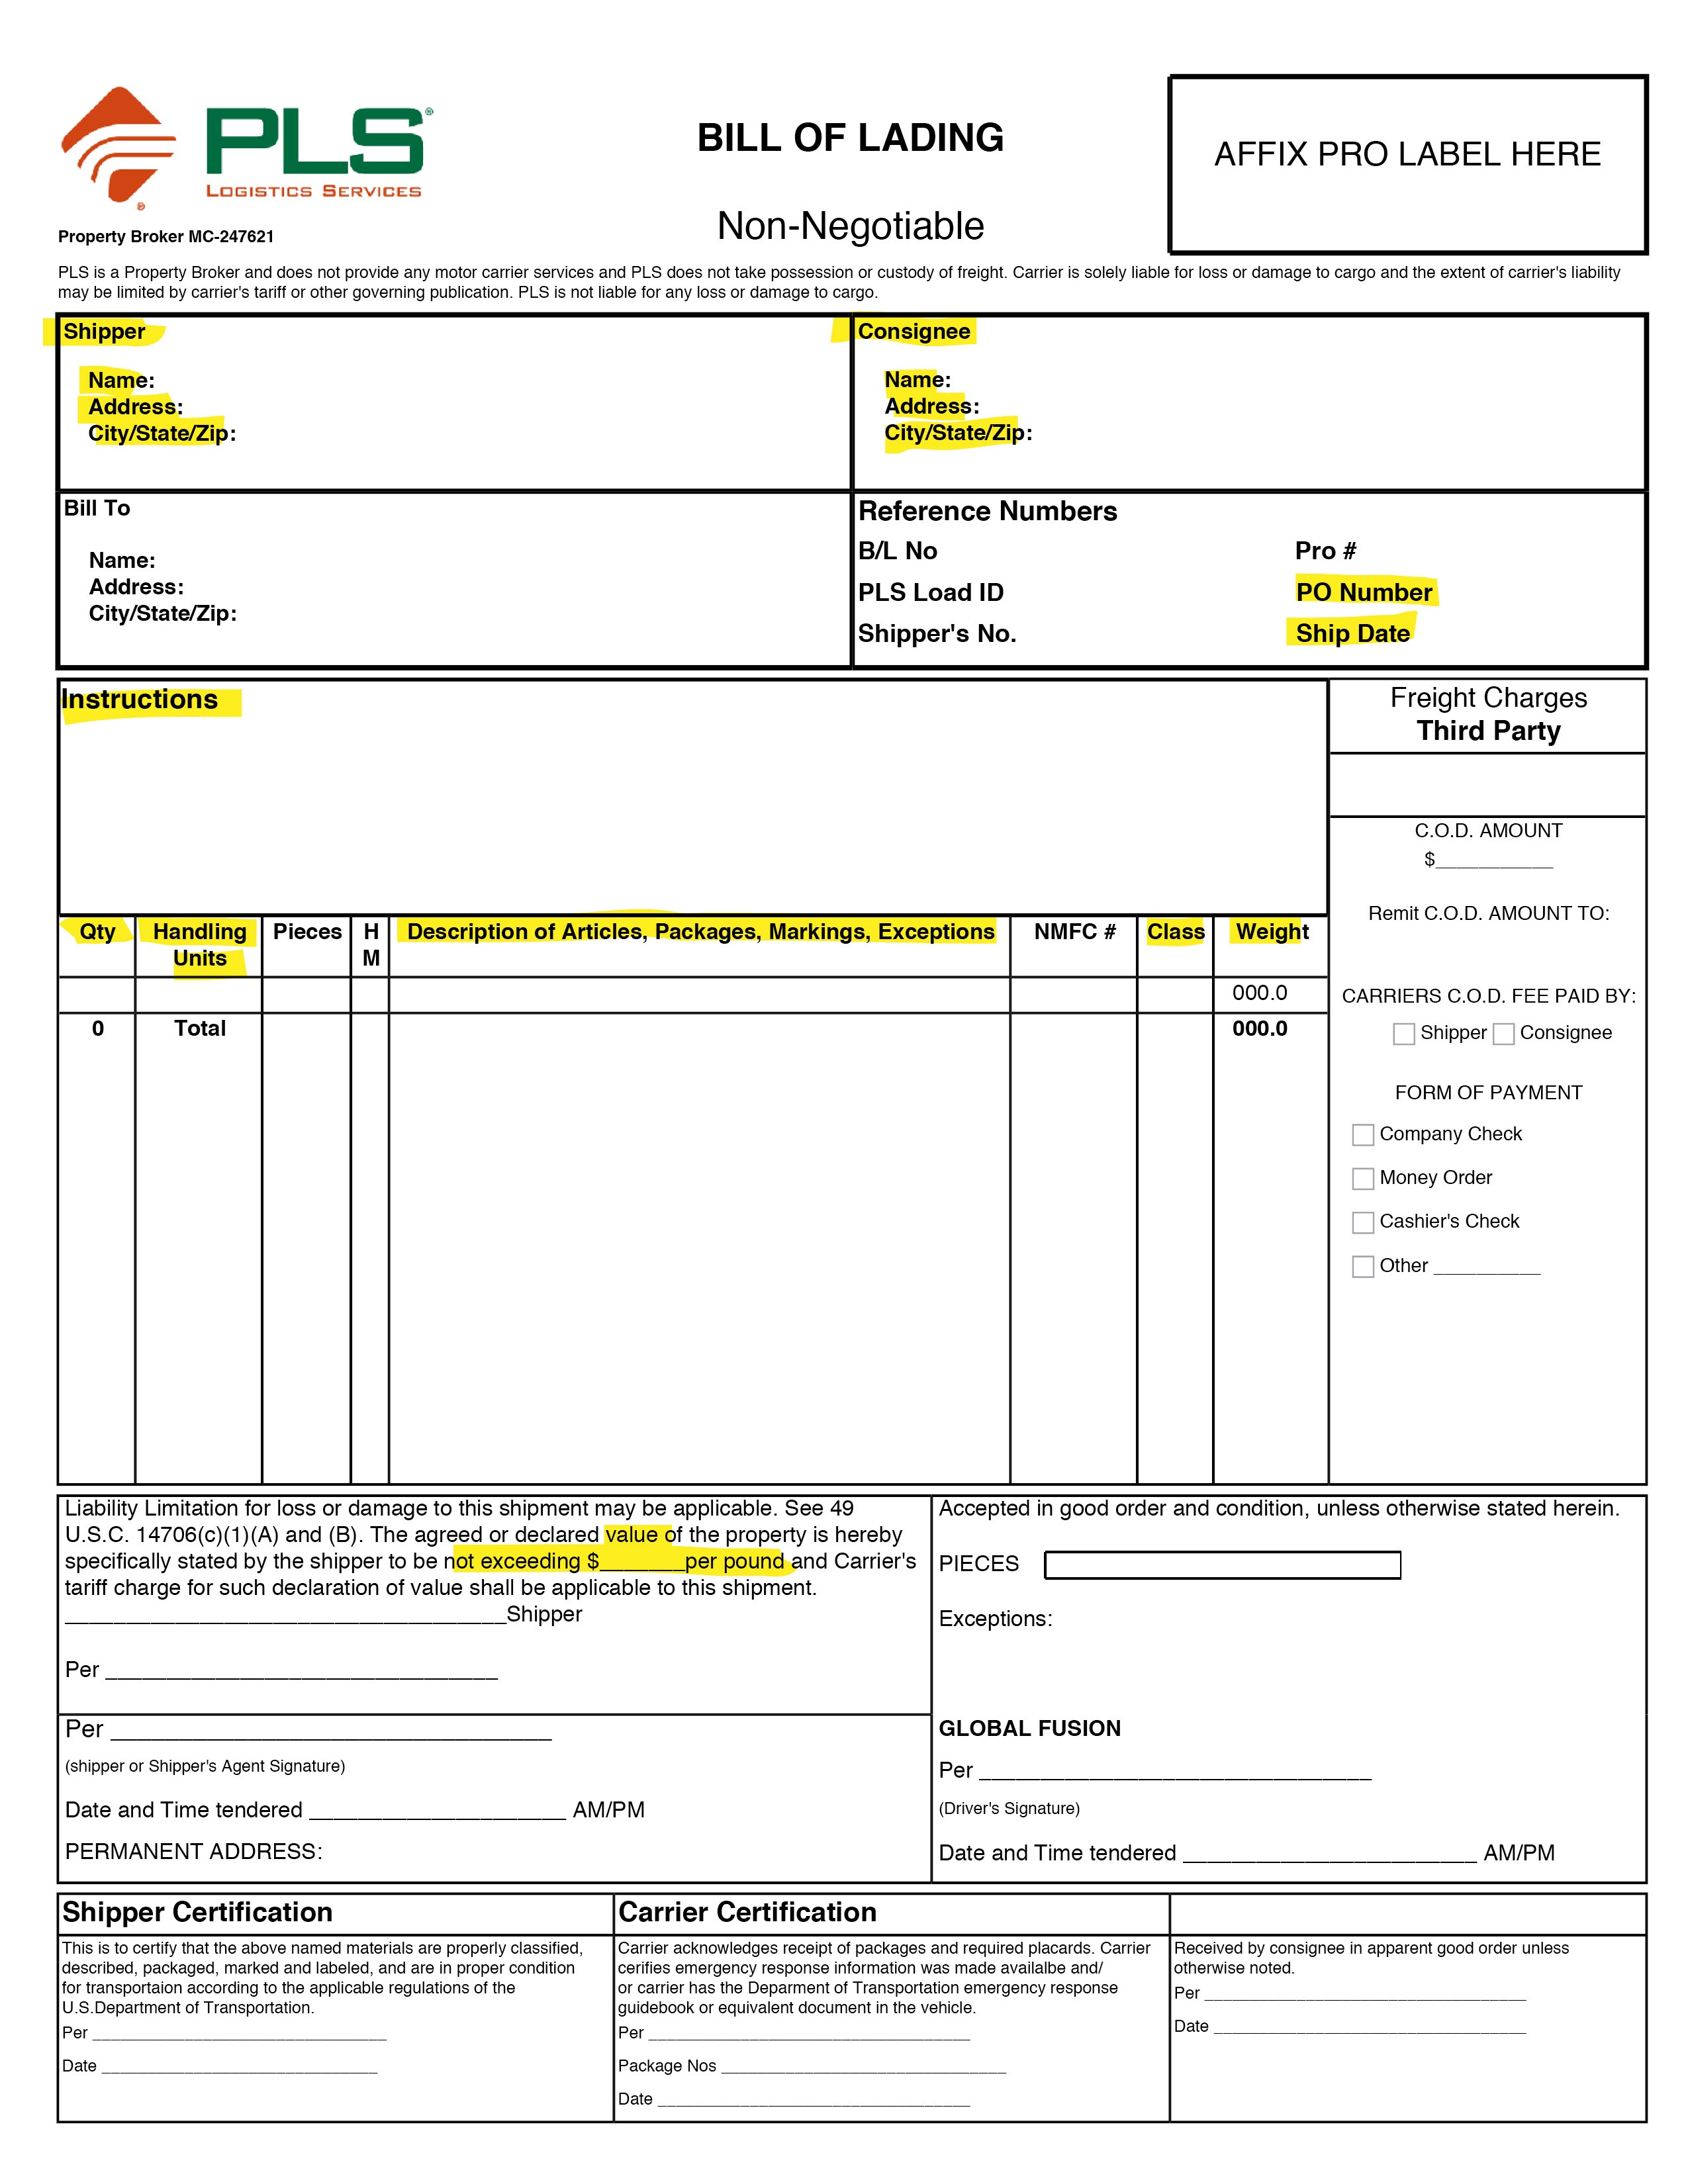 PLS®
LOGISTICS SERVICES
®
Property Broker MC-247621
BILL OF LADING
Non-Negotiable
AFFIX PRO LABEL HERE
PLS is a Property Broker and does not provide any motor carrier services and PLS does not take possession or custody of freight. Carrier is solely liable for loss or damage to cargo and the extent of carrier's liability
may be limited by carrier's tariff or other governing publication. PLS is not liable for any loss or damage to cargo.
Shipper
Name:
Address:
City/State/Zip:
Consignee
Name:
Address:
City/State/Zip:
Bill To
Name:
Address:
City/State/Zip:
Reference Numbers
B/L No Pro #
PLS Load ID PO Number
Shipper's No. Ship Date
Instructions
Freight Charges
Third Party
C.O.D. AMOUNT
$___________
Remit C.O.D. AMOUNT TO:
CARRIERS C.O.D. FEE PAID BY:
Shipper Consignee
FORM OF PAYMENT
Company Check
Money Order
Cashier's Check
Other __________
Qty Handling Pieces H Description of Articles, Packages, Markings, Exceptions NMFC # Class Weight
Units M
000.0
0 Total 000.0
Liability Limitation for loss or damage to this shipment may be applicable. See 49
U.S.C. 14706(c)(1)(A) and (B). The agreed or declared value of the property is hereby
specifically stated by the shipper to be not exceeding $_______per pound and Carrier's
tariff charge for such declaration of value shall be applicable to this shipment.
____________________________________Shipper
Per ________________________________
Accepted in good order and condition, unless otherwise stated herein.
PIECES
Exceptions:
Per ____________________________________
(shipper or Shipper's Agent Signature)
Date and Time tendered _____________________ AM/PM
PERMANENT ADDRESS:
GLOBAL FUSION
Per ________________________________
(Driver's Signature)
Date and Time tendered ________________________ AM/PM
Shipper Certification
This is to certify that the above named materials are properly classified,
described, packaged, marked and labeled, and are in proper condition
for transportaion according to the applicable regulations of the
U.S.Department of Transportation.
Per ________________________________
Date ______________________________
Carrier Certification
Carrier acknowledges receipt of packages and required placards. Carrier
cerifies emergency response information was made availalbe and/
or carrier has the Deparment of Transportation emergency response
guidebook or equivalent document in the vehicle.
Per ___________________________________
Package Nos _______________________________
Date __________________________________
Received by consignee in apparent good order unless
otherwise noted.
Per ___________________________________
Date __________________________________